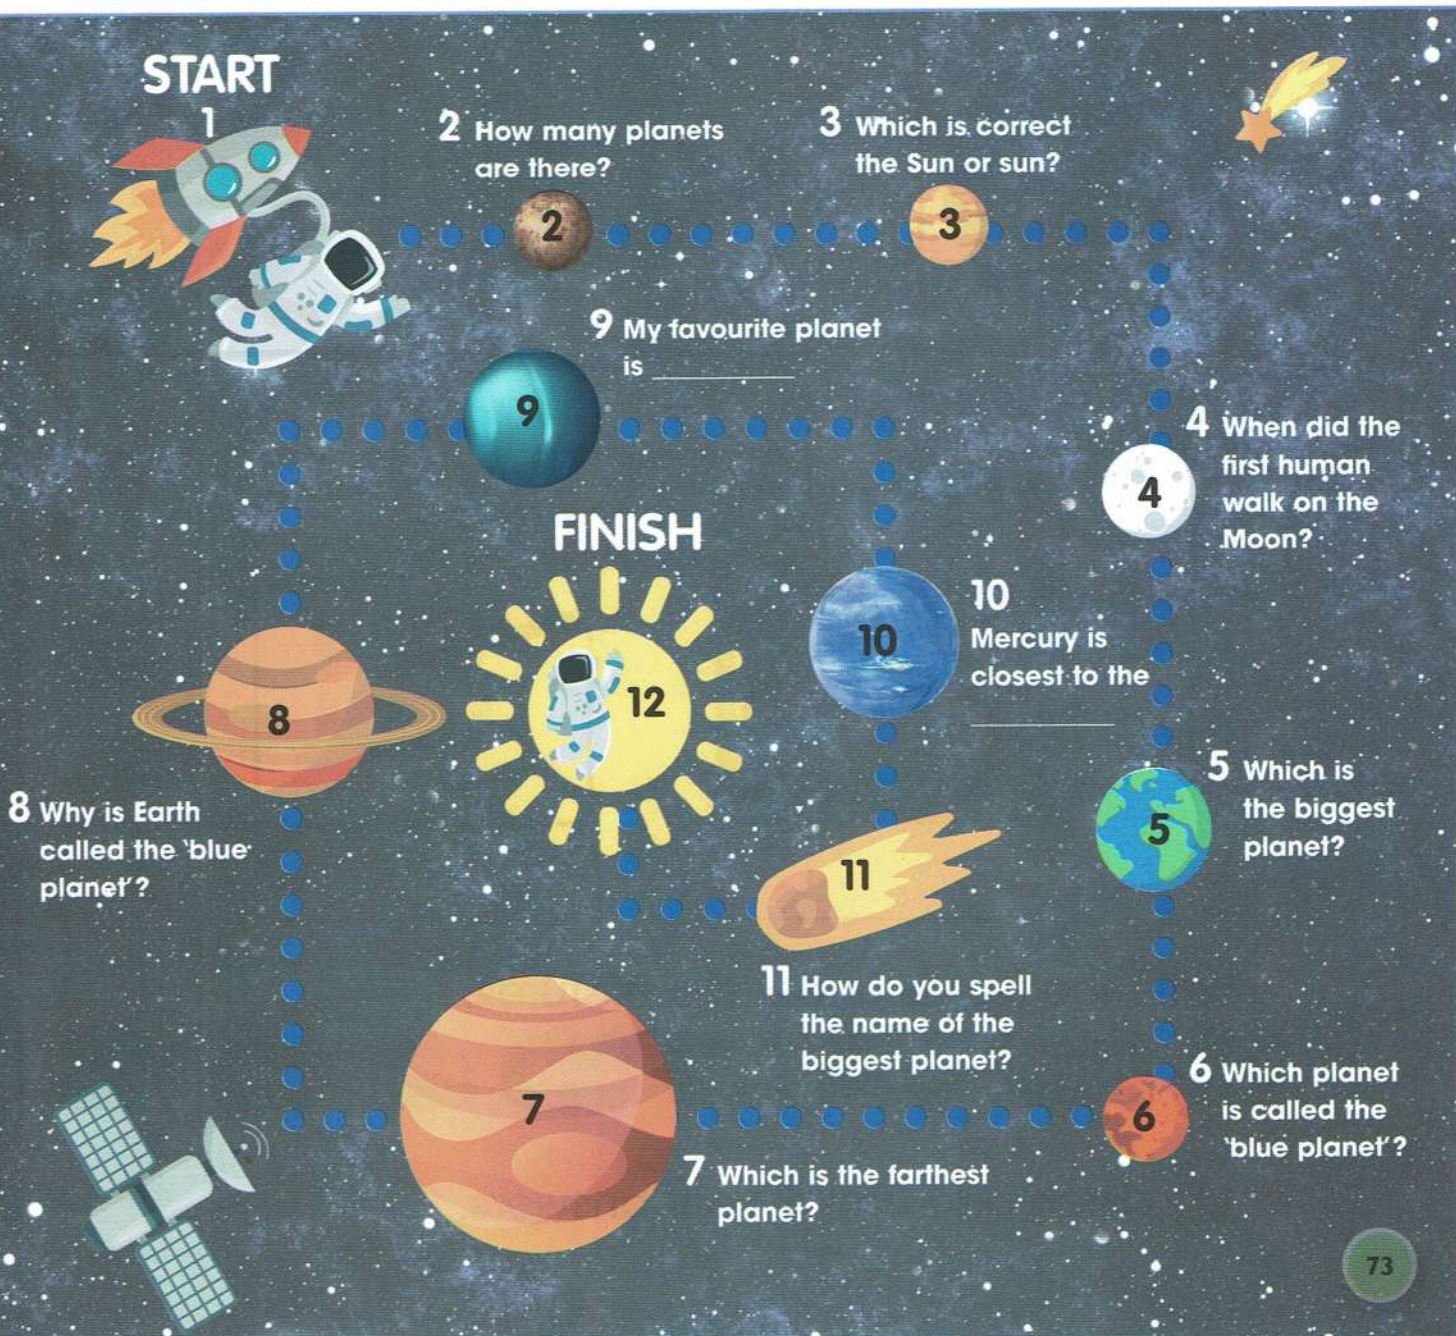 START
1
2 How many planets
are there?
2
3 Which is correct
the Sun or sun?
3
4 When did the
first human
walk on the
Moon?
4
5 Which is
the biggest
planet?
5
6 Which planet
is called the
'blue planet'?
6
7 Which is the farthest
planet?
7
8 Why is Earth
called the 'blue
planet'?
8
9 My favourite planet
is __________
9
10
Mercury is
closest to the
__________
10
11 How do you spell
the name of the
biggest planet?
11
FINISH
12
73